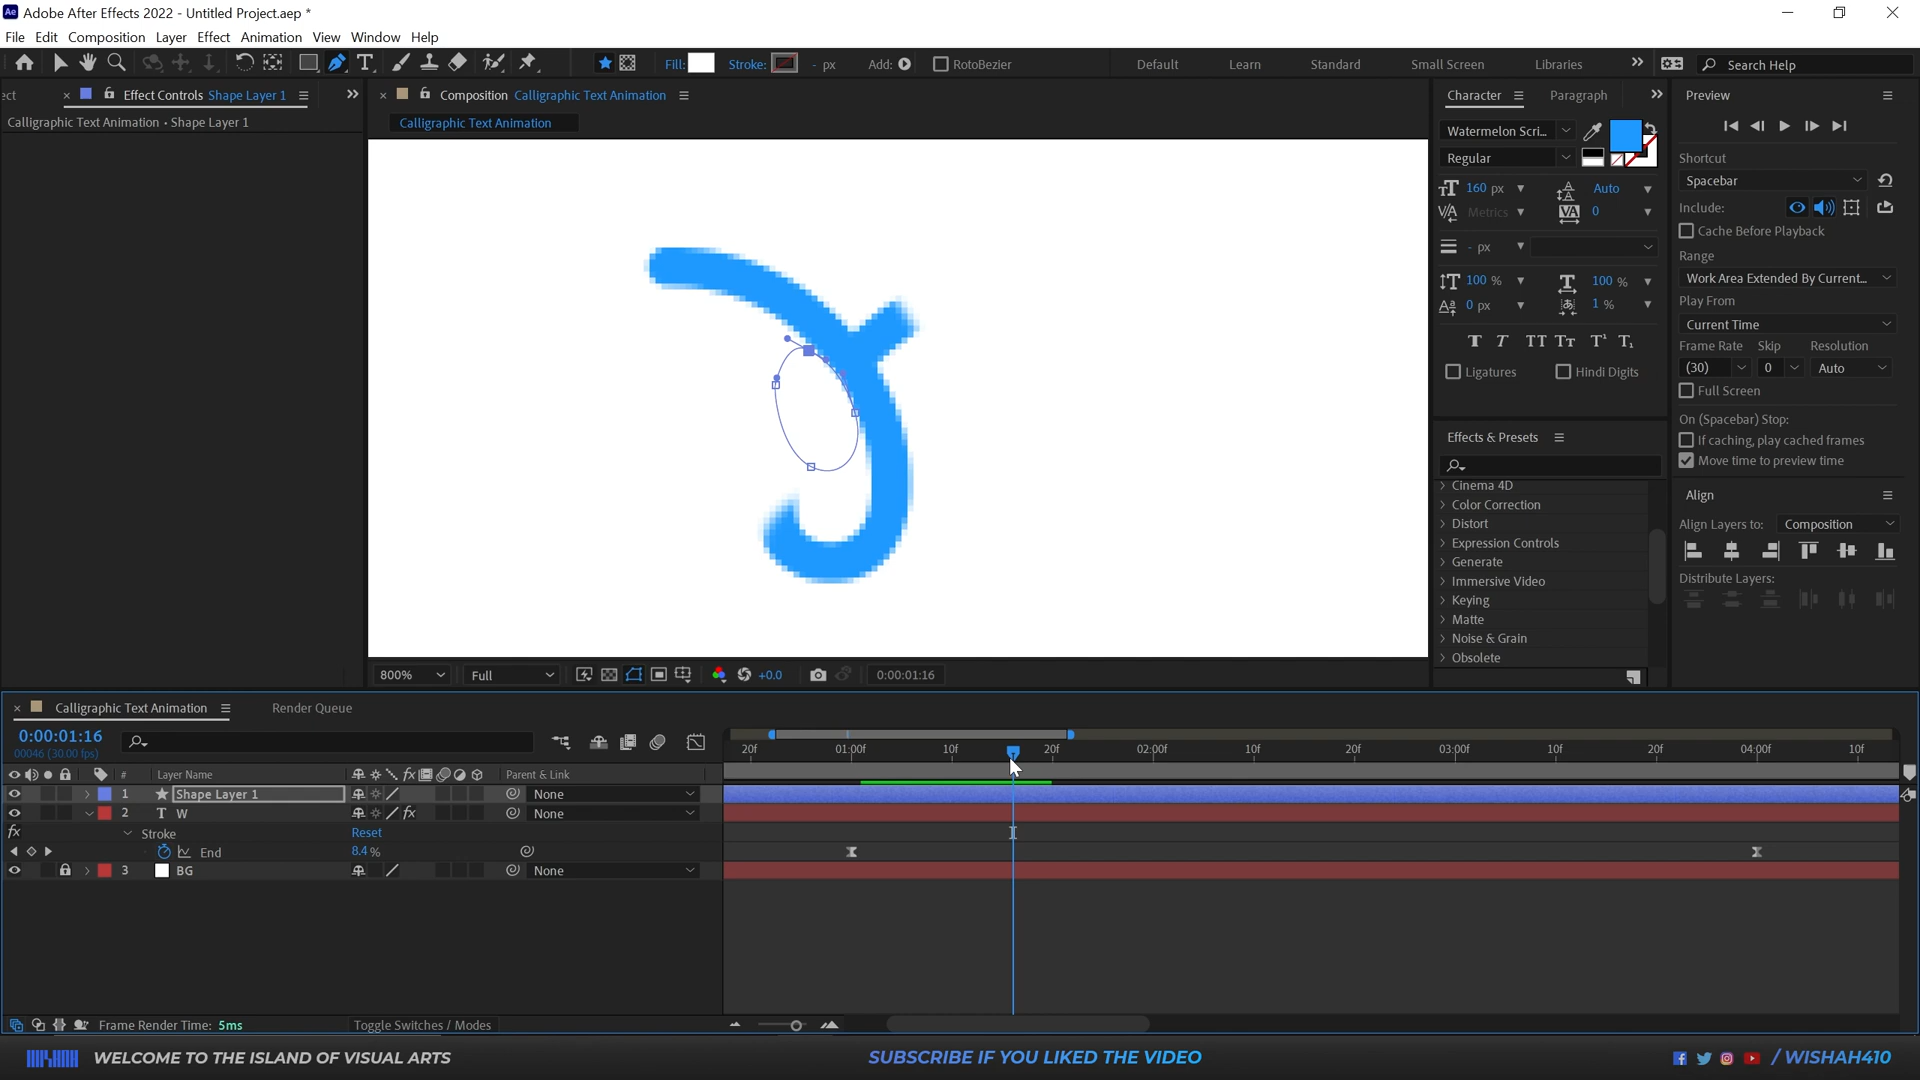 Adobe After Effects 2022 - Untitled Project.aep *
File Edit Composition Layer Effect Animation View Window Help
Fill: Stroke: - px Add: RotoBezier Default Learn Standard Small Screen Libraries Search Help
ect Effect Controls Shape Layer 1
Calligraphic Text Animation • Shape Layer 1
Composition Calligraphic Text Animation
Calligraphic Text Animation
Character Paragraph
Watermelon Scri...
Regular
160 px Auto
Metrics 0
- px
100 % 100 %
0 px 1 %
Ligatures Hindi Digits
Effects & Presets
Cinema 4D
Color Correction
Distort
Expression Controls
Generate
Immersive Video
Keying
Matte
Noise & Grain
Obsolete
Preview
Shortcut
Spacebar
Include:
Cache Before Playback
Range
Work Area Extended By Current...
Play From
Current Time
Frame Rate Skip Resolution
(30) 0 Auto
Full Screen
On (Spacebar) Stop:
If caching, play cached frames
Move time to preview time
Align
Align Layers to: Composition
Distribute Layers:
800% Full +0.0 0:00:01:16
Calligraphic Text Animation Render Queue
0:00:01:16
00046 (30.00 fps)
20f 01:00f 10f 20f 02:00f 10f 20f 03:00f 10f 20f 04:00f 10f
# Layer Name Parent & Link
1 Shape Layer 1 None
2 T W None
Stroke Reset
End 8.4 %
3 BG None
Frame Render Time: 5ms Toggle Switches / Modes
WELCOME TO THE ISLAND OF VISUAL ARTS SUBSCRIBE IF YOU LIKED THE VIDEO / WISHAH410